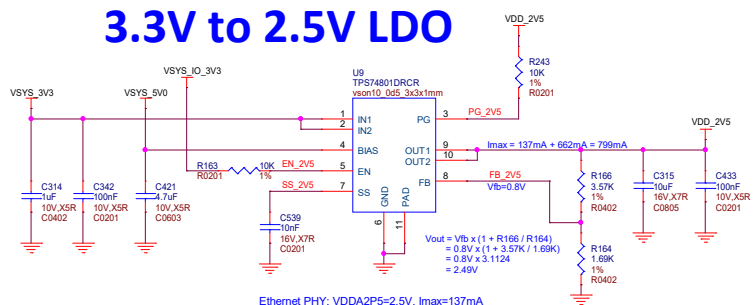 3.3V to 2.5V LDO
VDD_2V5
VSYS_IO_3V3
U9
TPS74801DRCR
vson10_0d5_3x3x1mm
R243
10K
1%
R0201
VSYS_3V3
VSYS_5V0
1 IN1
2 IN2
PG 3
PG_2V5
VDD_2V5
4 BIAS
OUT1 9
OUT2 10
Imax = 137mA + 662mA = 799mA
R163
R0201
10K
1%
EN_2V5
5 EN
FB 8
FB_2V5
Vfb=0.8V
SS_2V5
7 SS
GND
PAD
6
11
C314
1uF
10V,X5R
C0402
C342
100nF
10V,X5R
C0201
C421
4.7uF
10V,X5R
C0603
C539
10nF
16V,X7R
C0201
R166
3.57K
1%
R0402
C315
10uF
16V,X7R
C0805
C433
100nF
10V,X5R
C0201
R164
1.69K
1%
R0402
Vout = Vfb x (1 + R166 / R164)
= 0.8V x (1 + 3.57K / 1.69K)
= 0.8V x 3.1124
= 2.49V
Ethernet PHY: VDDA2P5=2.5V, Imax=137mA